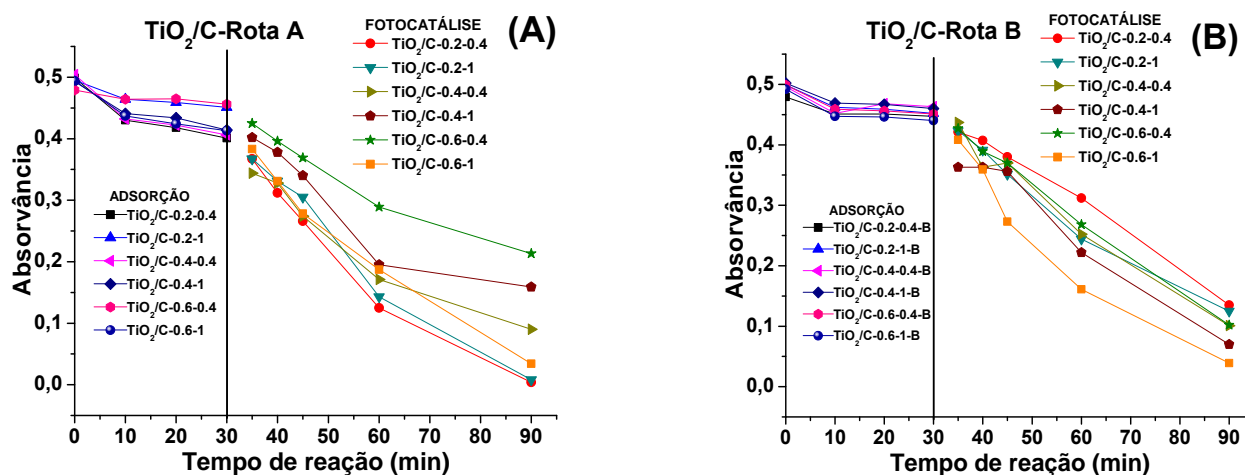 TiO2/C-Rota A
(A)
FOTOCATÁLISE
TiO2/C-0.2-0.4
TiO2/C-0.2-1
TiO2/C-0.4-0.4
TiO2/C-0.4-1
TiO2/C-0.6-0.4
TiO2/C-0.6-1
ADSORÇÃO
TiO2/C-0.2-0.4
TiO2/C-0.2-1
TiO2/C-0.4-0.4
TiO2/C-0.4-1
TiO2/C-0.6-0.4
TiO2/C-0.6-1
Absorvância
0,5
0,4
0,3
0,2
0,1
0,0
0 10 20 30 40 50 60 70 80 90
Tempo de reação (min)
TiO2/C-Rota B
(B)
FOTOCATÁLISE
TiO2/C-0.2-0.4
TiO2/C-0.2-1
TiO2/C-0.4-0.4
TiO2/C-0.4-1
TiO2/C-0.6-0.4
TiO2/C-0.6-1
ADSORÇÃO
TiO2/C-0.2-0.4-B
TiO2/C-0.2-1-B
TiO2/C-0.4-0.4-B
TiO2/C-0.4-1-B
TiO2/C-0.6-0.4-B
TiO2/C-0.6-1-B
Absorvância
0,5
0,4
0,3
0,2
0,1
0,0
0 10 20 30 40 50 60 70 80 90
Tempo de reação (min)